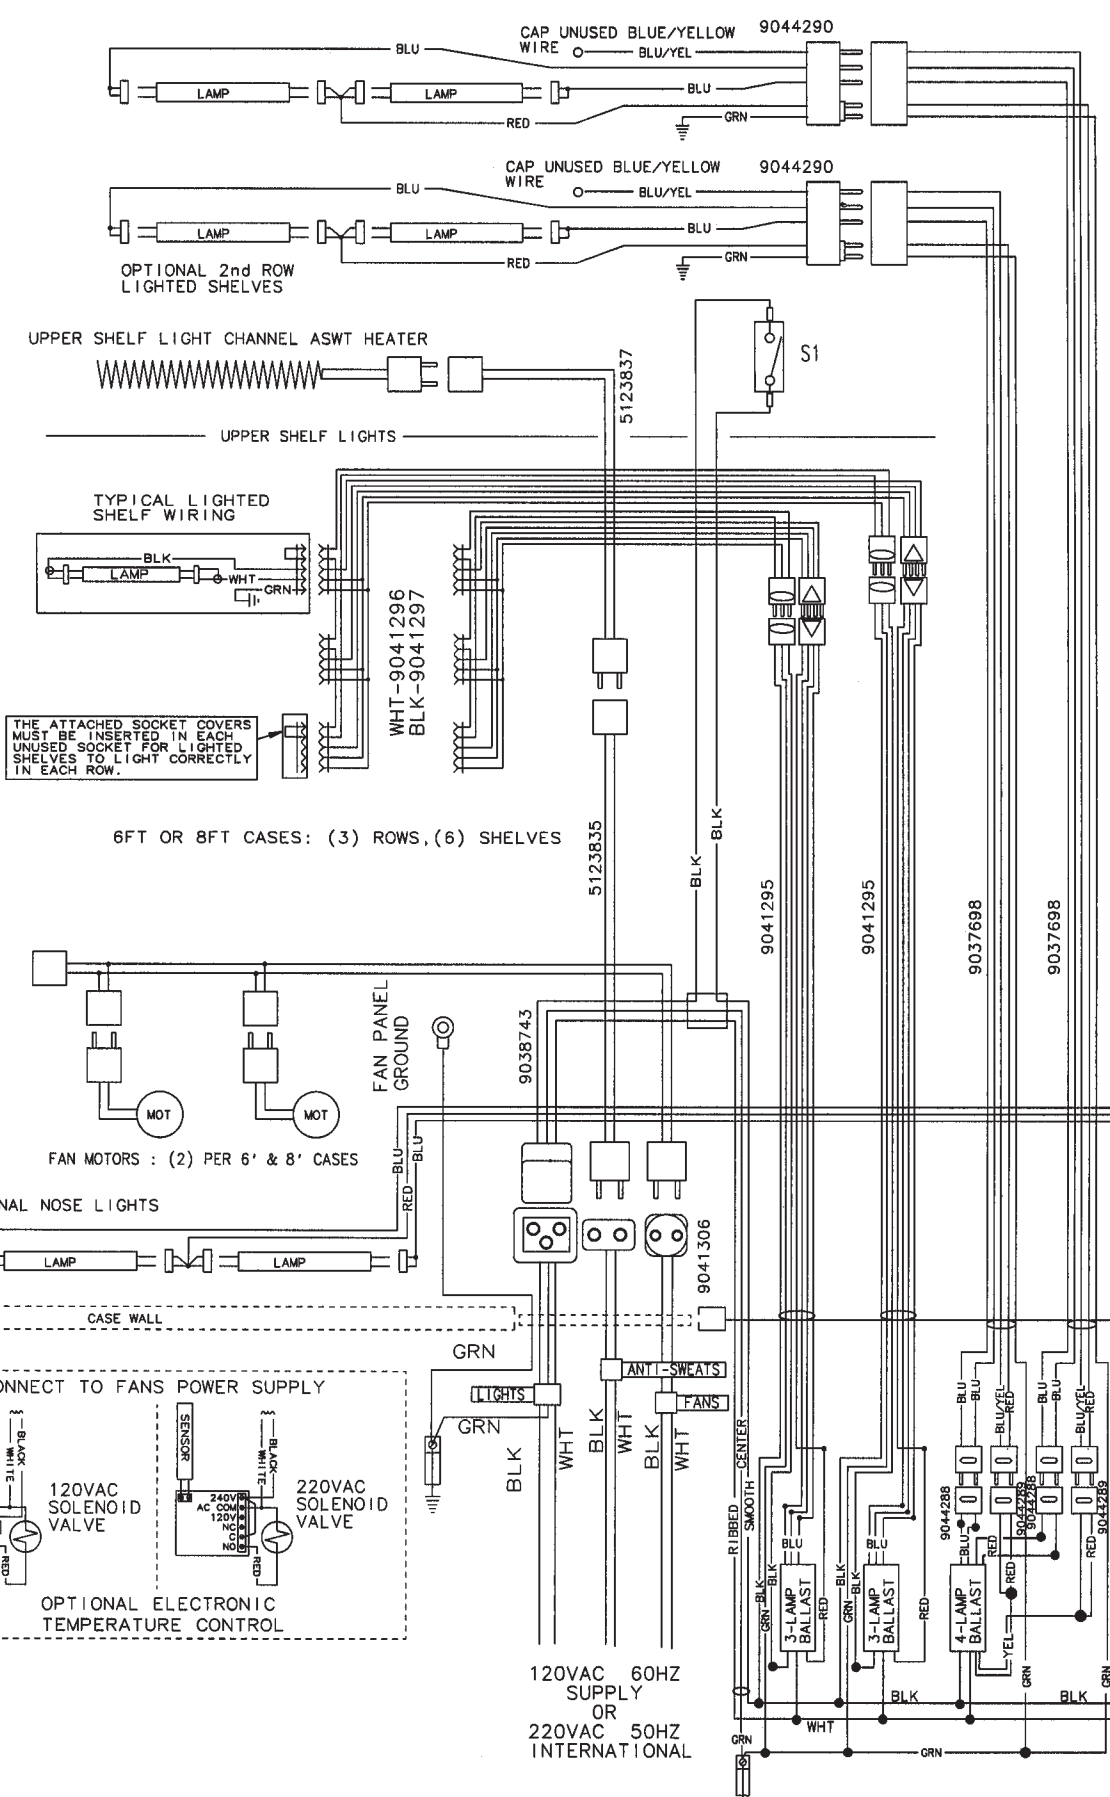 BLU
CAP UNUSED BLUE/YELLOW
WIRE
9044290
BLU/YEL
LAMP
LAMP
BLU
RED
GRN
CAP UNUSED BLUE/YELLOW
WIRE
9044290
BLU
BLU/YEL
LAMP
LAMP
BLU
RED
GRN
OPTIONAL 2nd ROW
LIGHTED SHELVES
UPPER SHELF LIGHT CHANNEL ASWT HEATER
5123837
S1
UPPER SHELF LIGHTS
TYPICAL LIGHTED
SHELF WIRING
BLK
LAMP
WHT
GRN
WHT-9041296
BLK-9041297
THE ATTACHED SOCKET COVERS
MUST BE INSERTED IN EACH
UNUSED SOCKET FOR LIGHTED
SHELVES TO LIGHT CORRECTLY
IN EACH ROW.
6FT OR 8FT CASES: (3) ROWS,(6) SHELVES
5123835
BLK
BLK
9041295
9041295
9037698
9037698
FAN PANEL
GROUND
9038743
MOT
MOT
FAN MOTORS : (2) PER 6' & 8' CASES
BLU
RED
BLU
NAL NOSE LIGHTS
LAMP
LAMP
9041306
CASE WALL
GRN
ANTI-SWEATS
LIGHTS
FANS
GRN
BLK
WHT
BLK
WHT
BLK
WHT
ONNECT TO FANS POWER SUPPLY
BLACK
WHITE
120VAC
SOLENOID
VALVE
RED
SENSOR
BLACK
WHITE
240V
AC COM
120V
NC
C
NO
RED
220VAC
SOLENOID
VALVE
OPTIONAL ELECTRONIC
TEMPERATURE CONTROL
RIBBED
CENTER
SMOOTH
BLU
BLU
BLU/YEL
RED
BLU
BLU
BLU/YEL
RED
9044288
9044289
9044288
9044289
BLU
BLU
BLU
RED
RED
RED
BLK
BLK
GRN
3-LAMP
BALLAST
RED
BLK
BLK
GRN
3-LAMP
BALLAST
RED
4-LAMP
BALLAST
YEL
GRN
GRN
120VAC 60HZ
SUPPLY
OR
220VAC 50HZ
INTERNATIONAL
BLK
BLK
WHT
GRN
GRN